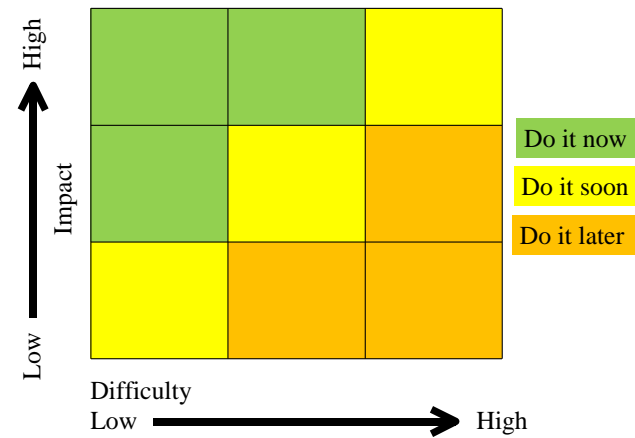 High
Impact
Low
Do it now
Do it soon
Do it later
Difficulty
Low
High